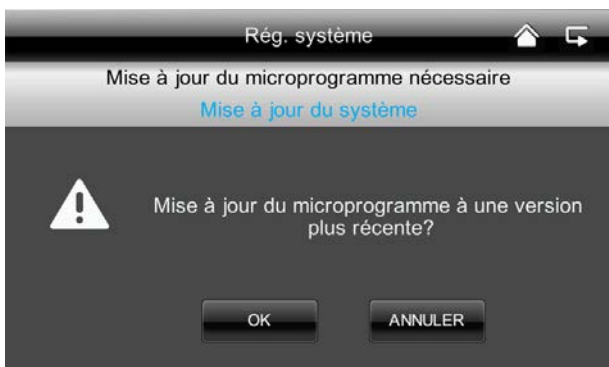 Rég. système
Mise à jour du microprogramme nécessaire
Mise à jour du système
Mise à jour du microprogramme à une version
plus récente?
OK
ANNULER